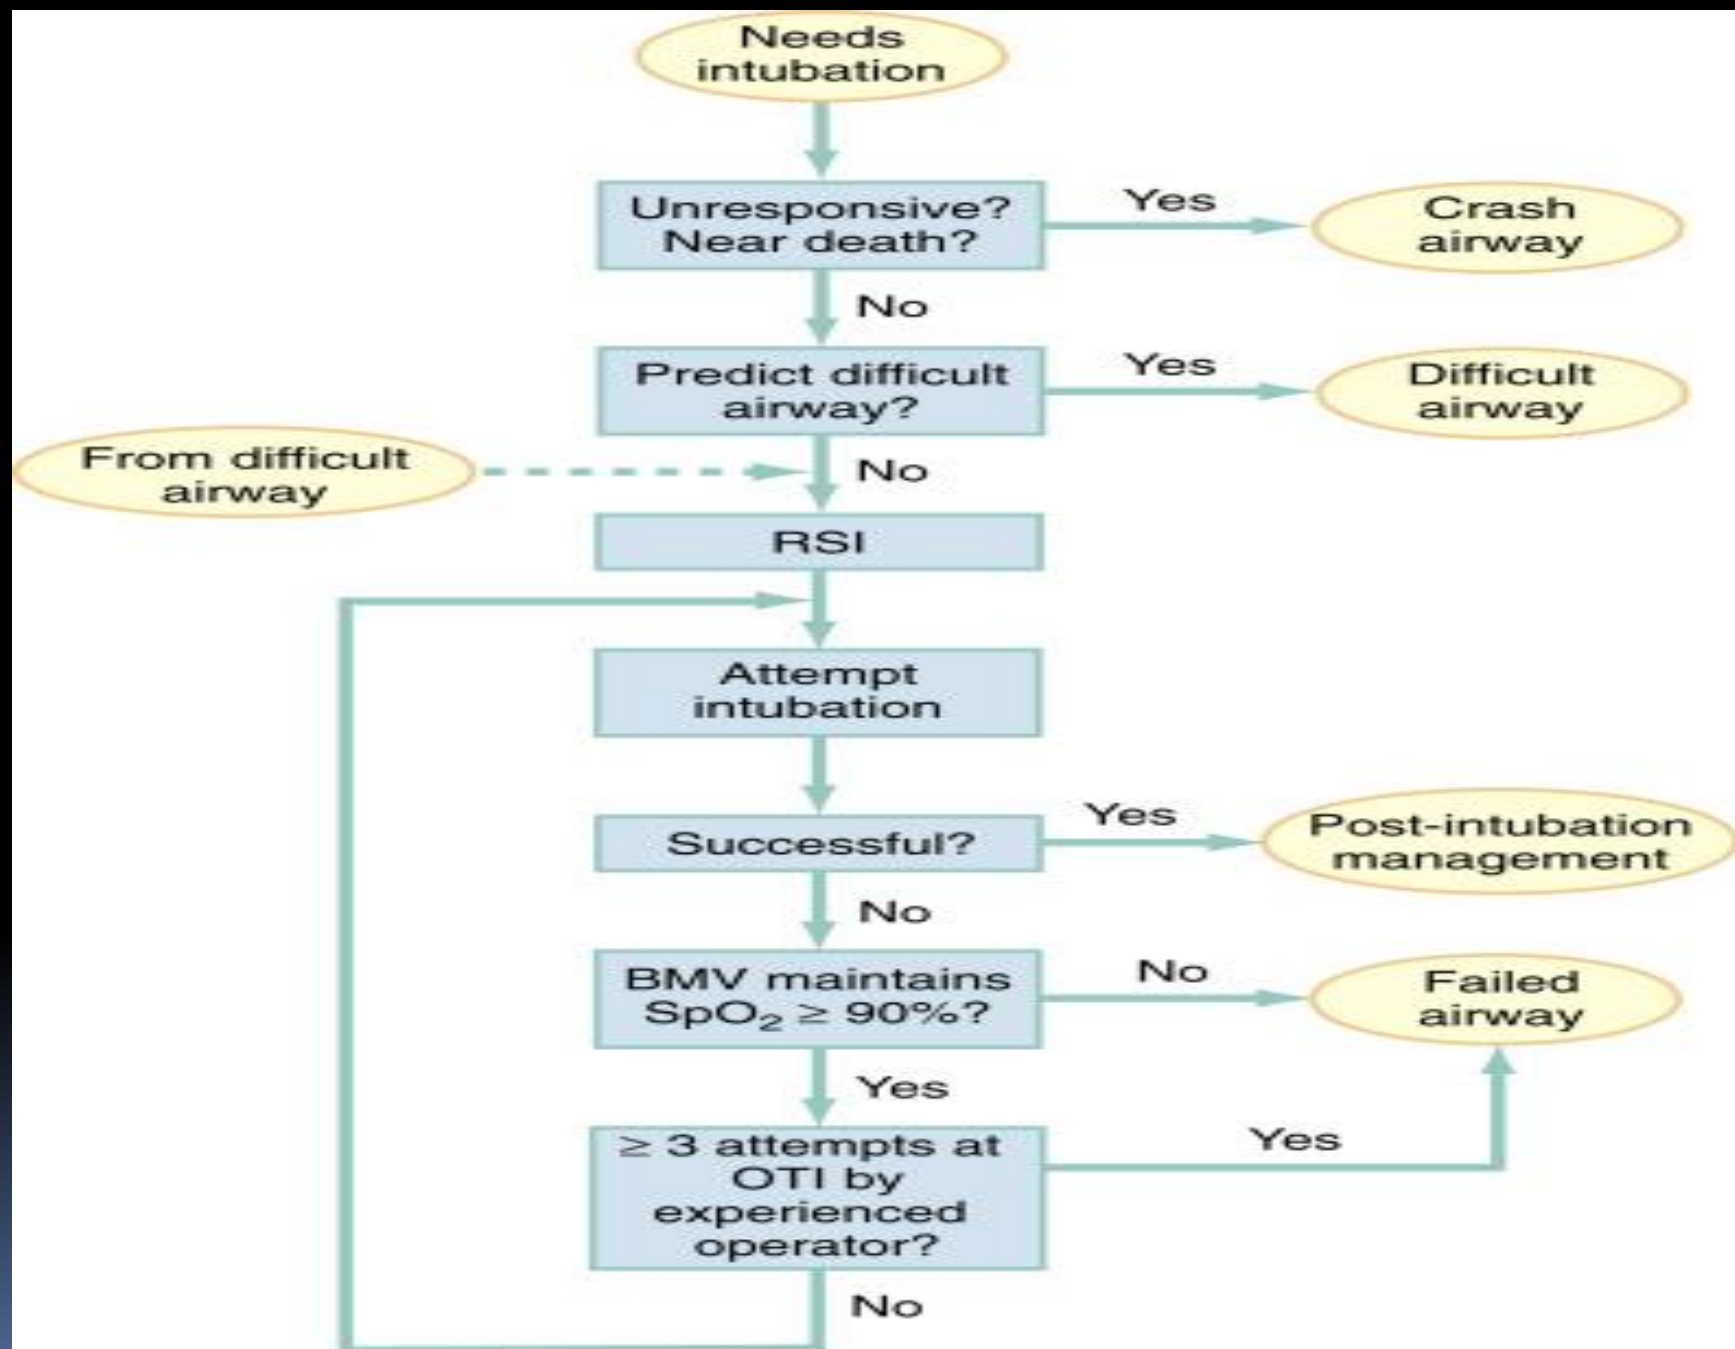 Needs
intubation
Unresponsive?
Near death?
Yes
Crash
airway
No
Predict difficult
airway?
Yes
Difficult
airway
From difficult
airway
No
RSI
Attempt
intubation
Successful?
Yes
Post-intubation
management
No
BMV maintains
SpO₂ ≥ 90%?
No
Failed
airway
Yes
≥ 3 attempts at
OTI by
experienced
operator?
Yes
No